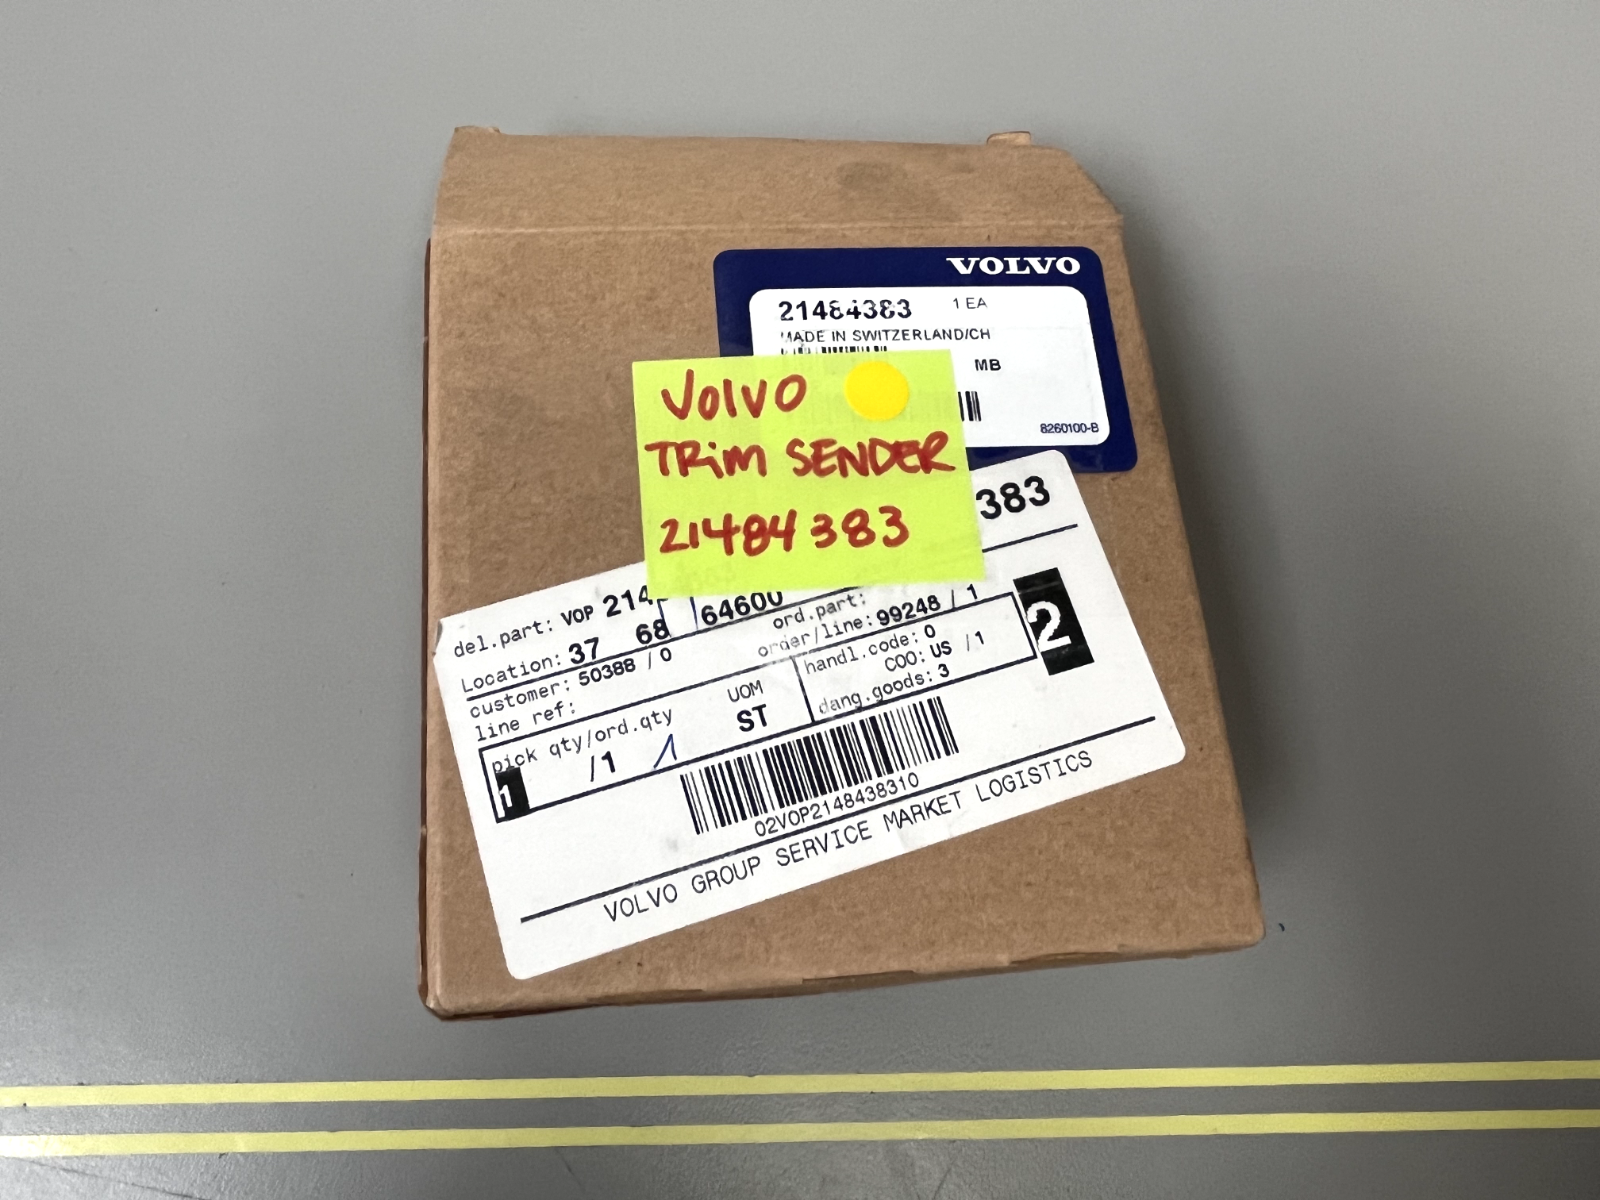 VOLVO
21484383 1 EA
MADE IN SWITZERLAND/CH
MB
8260100-B
Volvo
TRiM SENDER
21484383
383
del.part: VOP 214
Location: 37 68 64600
customer: 50388 / 0
line ref:
ord.part:
order/line: 99248 / 1
handl.code: 0
COO: US / 1
dang.goods: 3
2
pick qty/ord.qty
1 /1 1
UOM
ST
02VOP2148438310
VOLVO GROUP SERVICE MARKET LOGISTICS